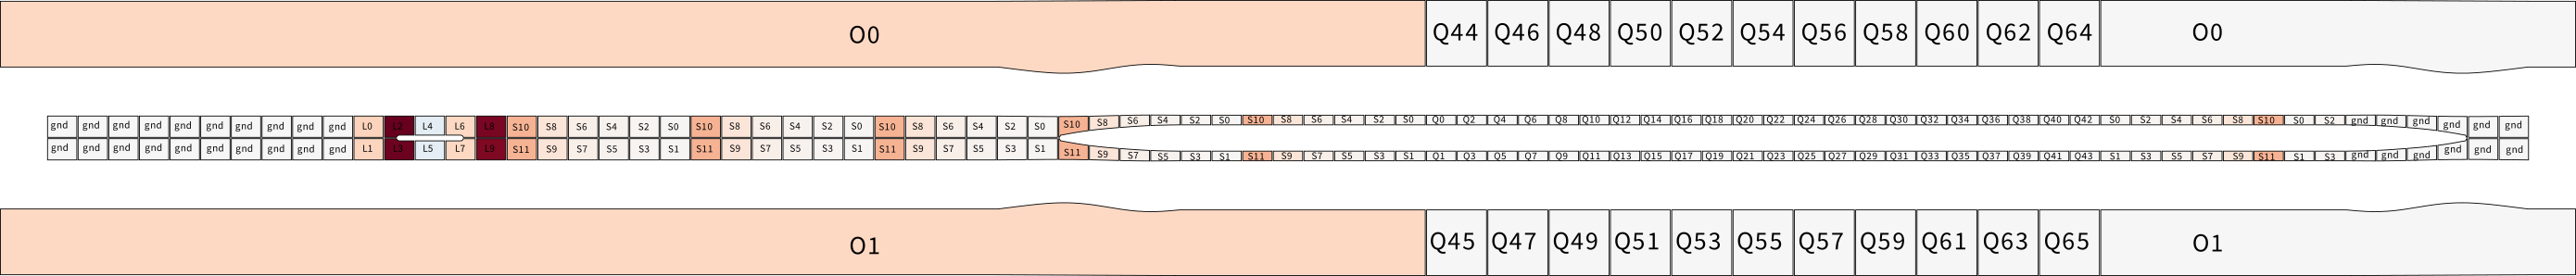 O0 Q44 Q46 Q48 Q50 Q52 Q54 Q56 Q58 Q60 Q62 Q64 O0
gnd gnd gnd gnd gnd gnd gnd gnd gnd gnd L0 L2 L4 L6 L8 S10 S8 S6 S4 S2 S0 S10 S8 S6 S4 S2 S0 S10 S8 S6 S4 S2 S0 S10 S8 S6 S4 S2 S0 S10 S8 S6 S4 S2 S0 Q0 Q2 Q4 Q6 Q8 Q10 Q12 Q14 Q16 Q18 Q20 Q22 Q24 Q26 Q28 Q30 Q32 Q34 Q36 Q38 Q40 Q42 S0 S2 S4 S6 S8 S10 S0 S2 gnd gnd gnd gnd gnd gnd
gnd gnd gnd gnd gnd gnd gnd gnd gnd gnd L1 L3 L5 L7 L9 S11 S9 S7 S5 S3 S1 S11 S9 S7 S5 S3 S1 S11 S9 S7 S5 S3 S1 S11 S9 S7 S5 S3 S1 S11 S9 S7 S5 S3 S1 Q1 Q3 Q5 Q7 Q9 Q11 Q13 Q15 Q17 Q19 Q21 Q23 Q25 Q27 Q29 Q31 Q33 Q35 Q37 Q39 Q41 Q43 S1 S3 S5 S7 S9 S11 S1 S3 gnd gnd gnd gnd gnd gnd
O1 Q45 Q47 Q49 Q51 Q53 Q55 Q57 Q59 Q61 Q63 Q65 O1